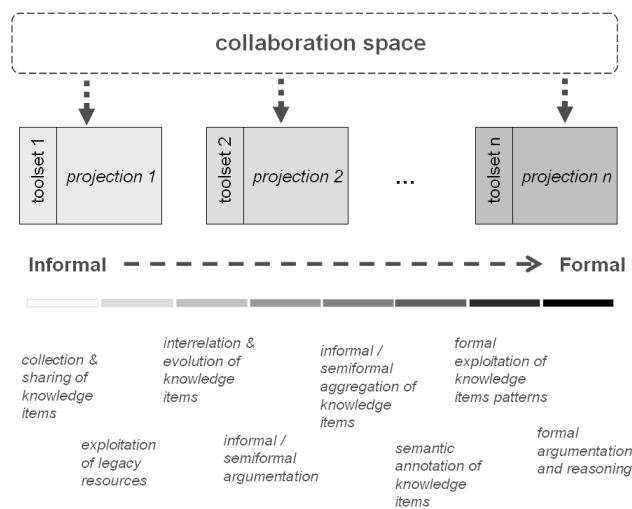 collaboration space
toolset 1
projection 1
toolset 2
projection 2
...
toolset n
projection n
Informal
Formal
collection &
sharing of
knowledge
items
exploitation
of legacy
resources
interrelation &
evolution of
knowledge
items
informal /
semiformal
argumentation
informal /
semiformal
aggregation of
knowledge
items
semantic
annotation of
knowledge
items
formal
exploitation of
knowledge
items patterns
formal
argumentation
and reasoning